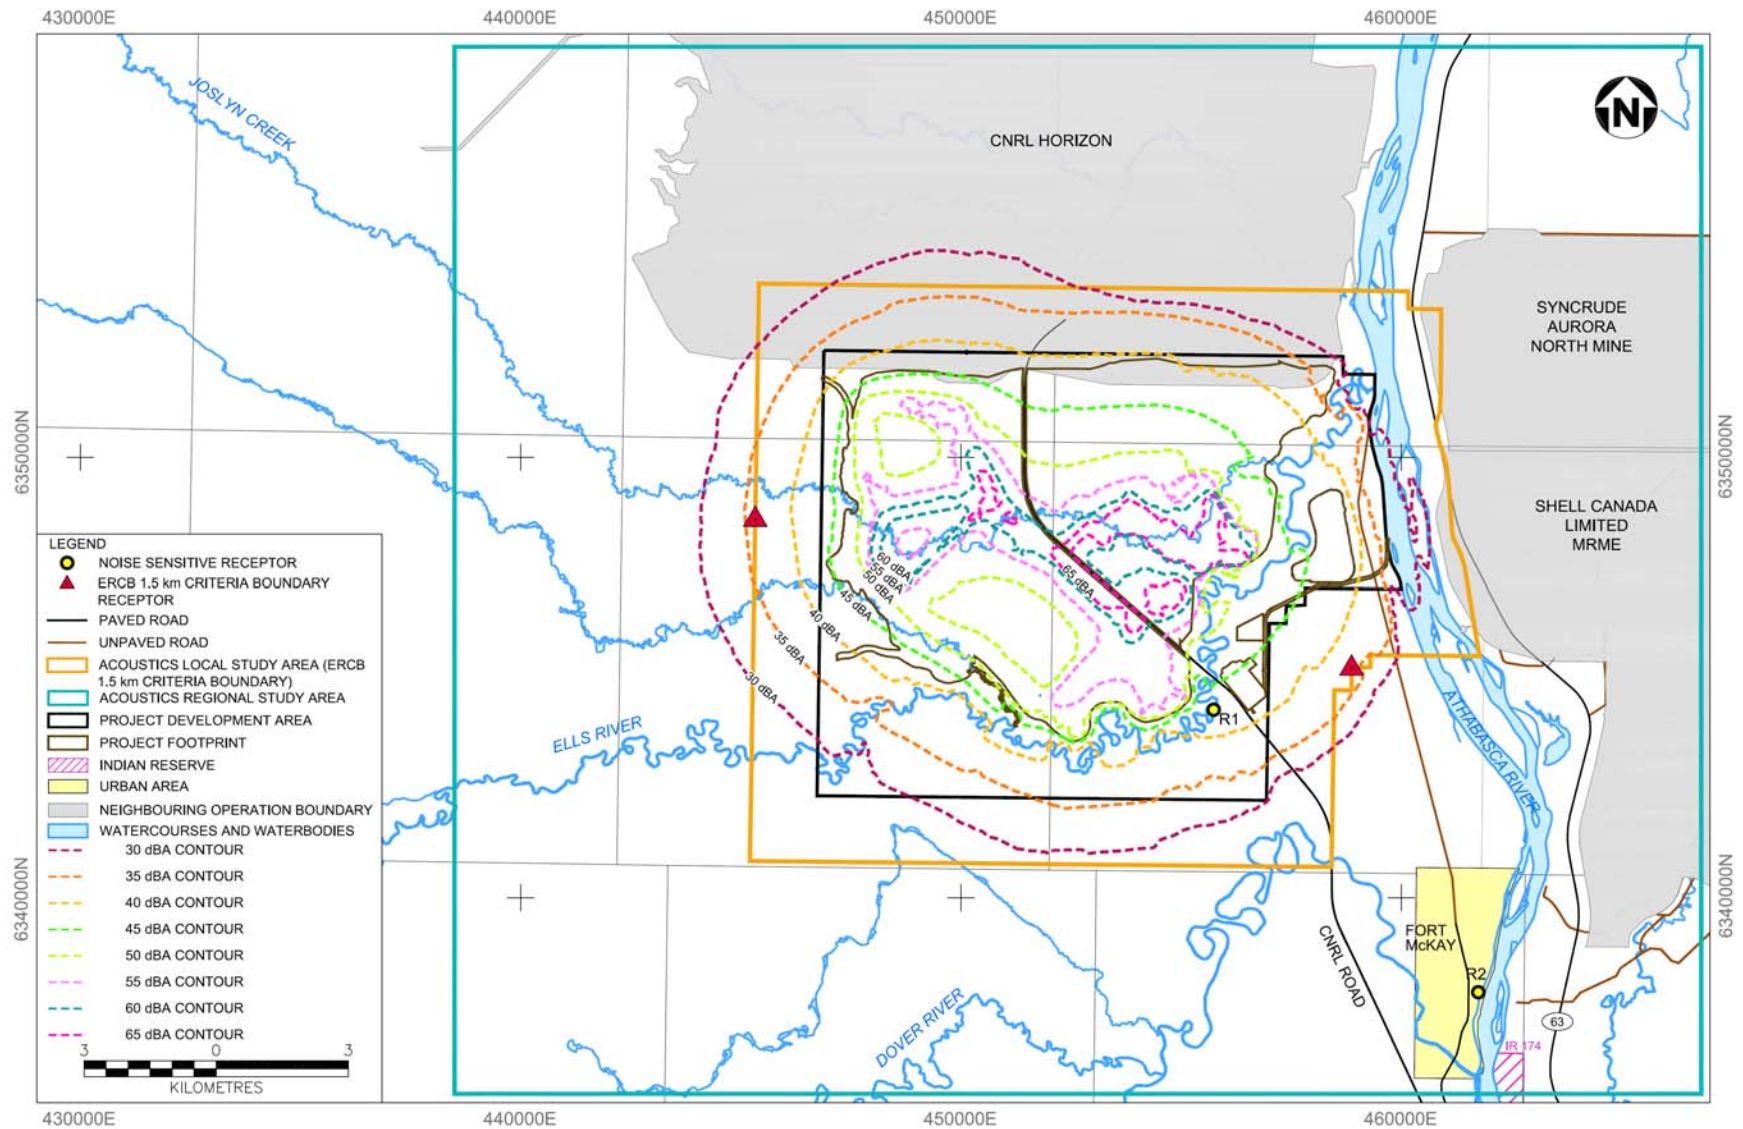 430000E
440000E
450000E
460000E
JOSLYN CREEK
N
CNRL HORIZON
SYNCRUDE
AURORA
NORTH MINE
6350000N
6350000N
SHELL CANADA
LIMITED
MRME
60 dBA
55 dBA
50 dBA
45 dBA
40 dBA
35 dBA
30 dBA
65 dBA
R1
ELLS RIVER
ATHABASCA RIVER
LEGEND
NOISE SENSITIVE RECEPTOR
ERCB 1.5 km CRITERIA BOUNDARY
RECEPTOR
PAVED ROAD
UNPAVED ROAD
ACOUSTICS LOCAL STUDY AREA (ERCB
1.5 km CRITERIA BOUNDARY)
ACOUSTICS REGIONAL STUDY AREA
PROJECT DEVELOPMENT AREA
PROJECT FOOTPRINT
INDIAN RESERVE
URBAN AREA
NEIGHBOURING OPERATION BOUNDARY
WATERCOURSES AND WATERBODIES
30 dBA CONTOUR
35 dBA CONTOUR
40 dBA CONTOUR
45 dBA CONTOUR
50 dBA CONTOUR
55 dBA CONTOUR
60 dBA CONTOUR
65 dBA CONTOUR
3 0 3
KILOMETRES
6340000N
6340000N
FORT
McKAY
R2
CNRL ROAD
DOVER RIVER
63
IR 174
430000E
440000E
450000E
460000E